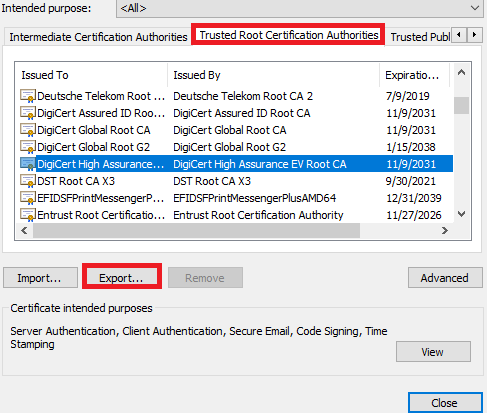 Intended purpose: <All>
Intermediate Certification Authorities Trusted Root Certification Authorities Trusted Publ
Issued To Issued By Expiratio...
Deutsche Telekom Root ... Deutsche Telekom Root CA 2 7/9/2019
DigiCert Assured ID Roo... DigiCert Assured ID Root CA 11/9/2031
DigiCert Global Root CA DigiCert Global Root CA 11/9/2031
DigiCert Global Root G2 DigiCert Global Root G2 1/15/2038
DigiCert High Assurance... DigiCert High Assurance EV Root CA 11/9/2031
DST Root CA X3 DST Root CA X3 9/30/2021
EFIDSFPrintMessengerP... EFIDSFPrintMessengerPlusAMD64 12/31/2039
Entrust Root Certificatio... Entrust Root Certification Authority 11/27/2026
Import... Export... Remove Advanced
Certificate intended purposes
Server Authentication, Client Authentication, Secure Email, Code Signing, Time
Stamping
View
Close